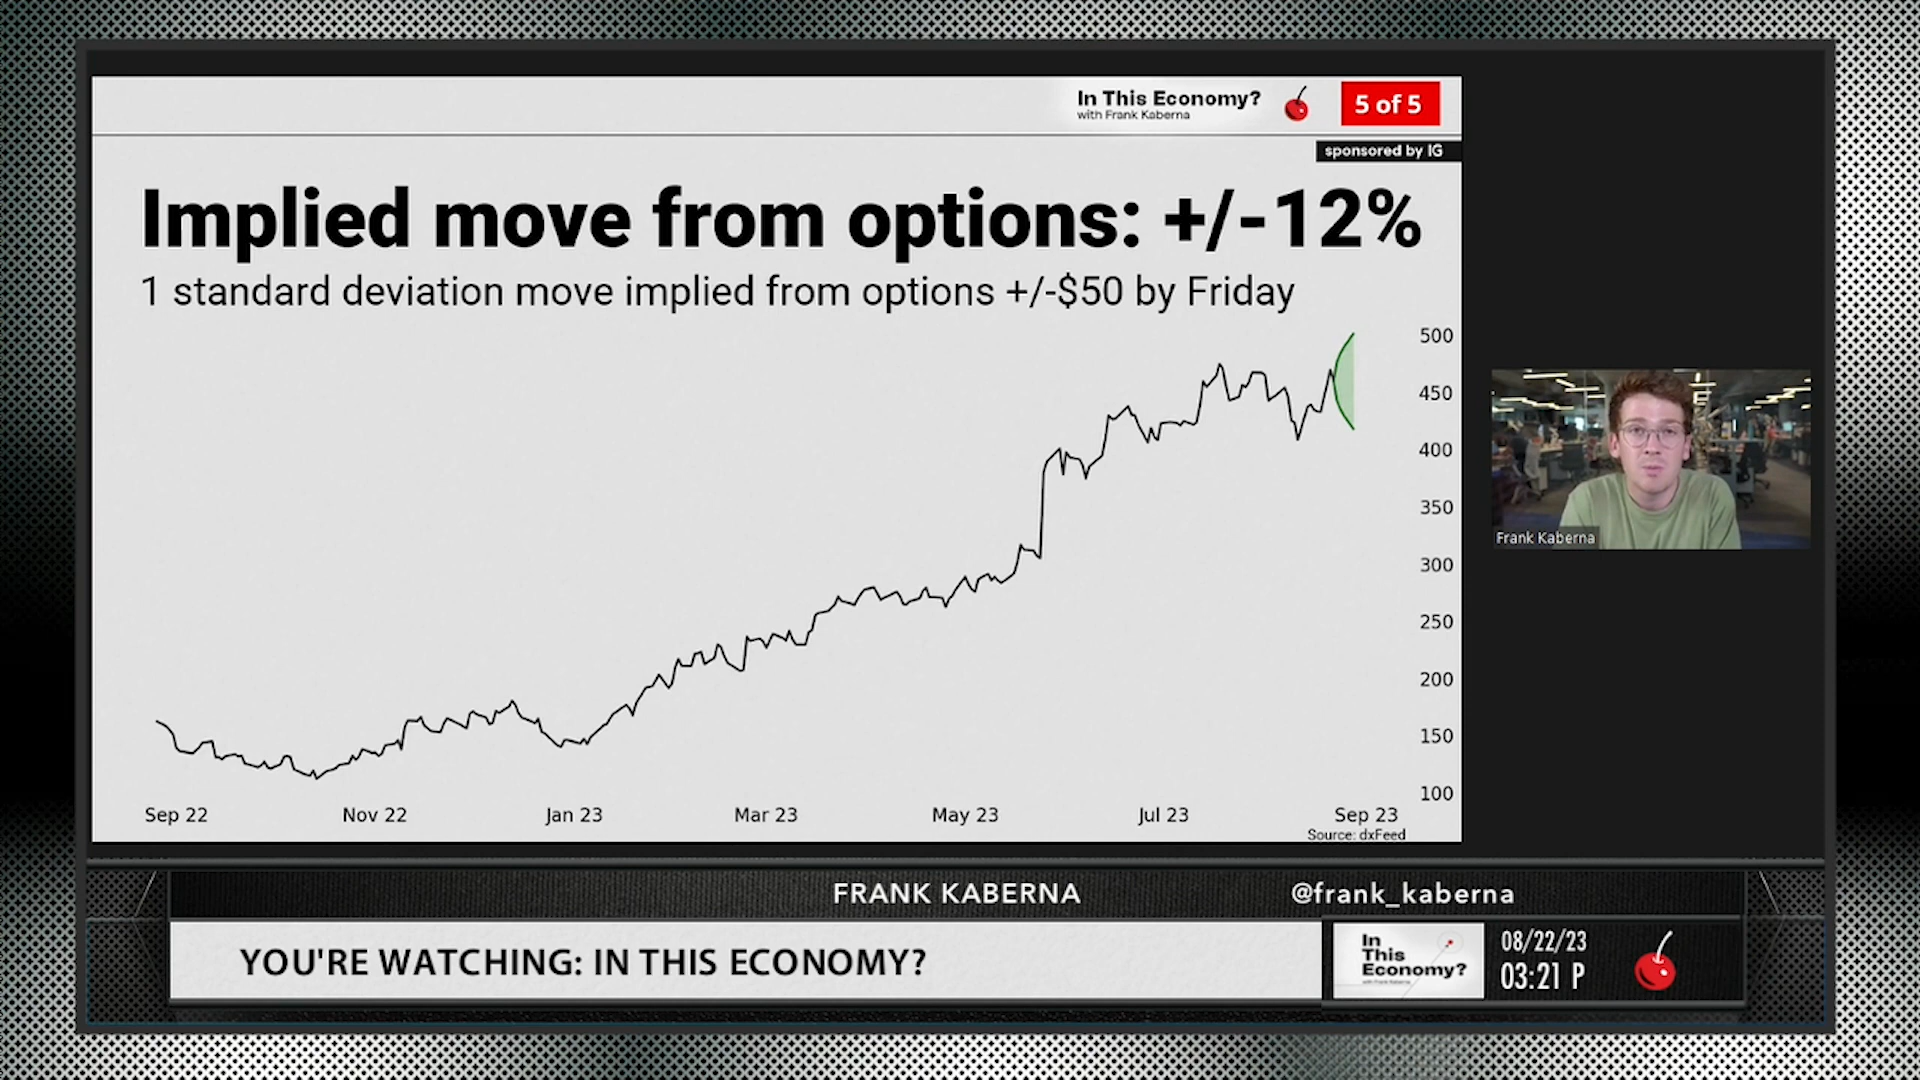 In This Economy?
with Frank Kaberna
5 of 5
sponsored by IG
Implied move from options: +/-12%
1 standard deviation move implied from options +/-$50 by Friday
500
450
400
350
300
250
200
150
100
Sep 22
Nov 22
Jan 23
Mar 23
May 23
Jul 23
Sep 23
Source: dxFeed
Frank Kaberna
FRANK KABERNA
@frank_kaberna
YOU'RE WATCHING: IN THIS ECONOMY?
In
This
Economy?
with Frank Kaberna
08/22/23
03:21 P